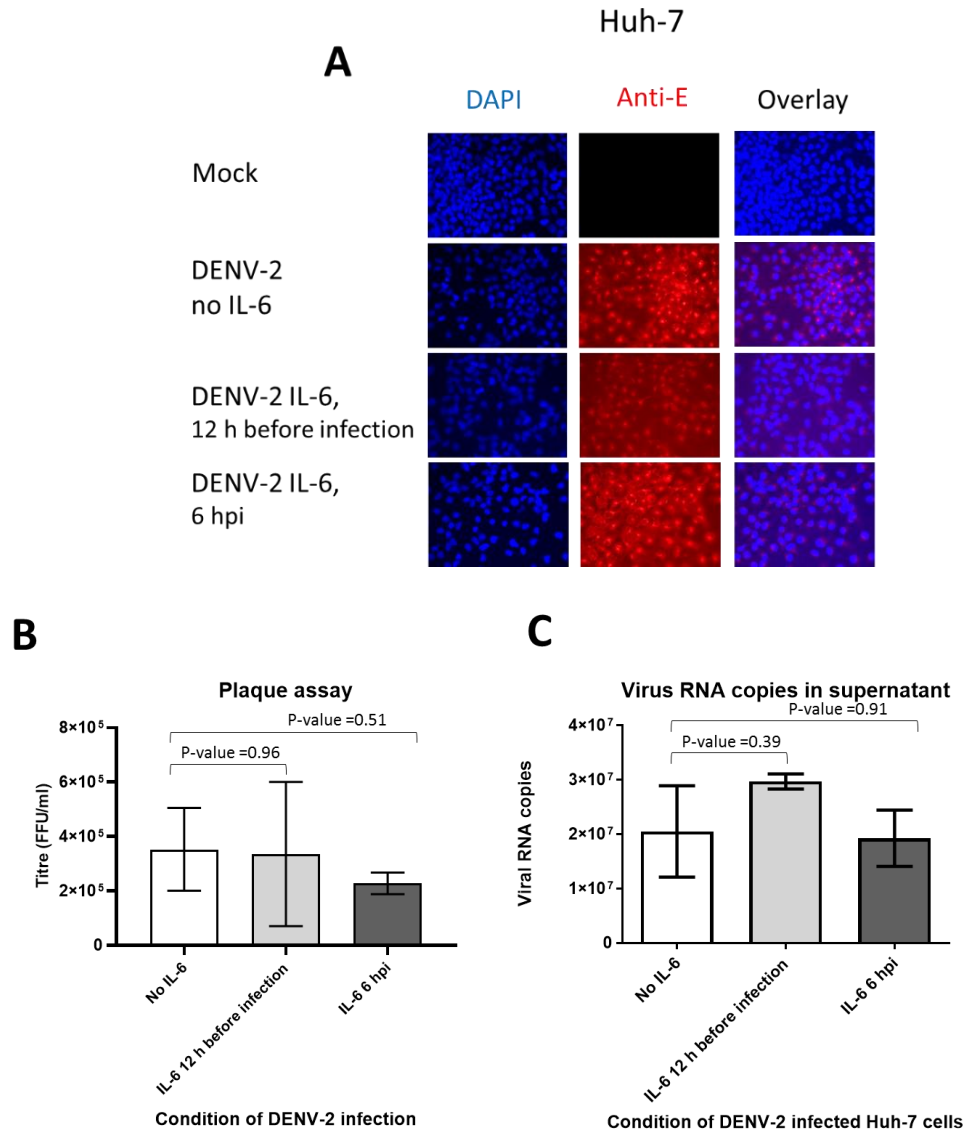 Huh-7
A
DAPI
Anti-E
Overlay
Mock
DENV-2
no IL-6
DENV-2 IL-6,
12 h before infection
DENV-2 IL-6,
6 hpi
B
Plaque assay
P-value =0.51
P-value =0.96
8×10⁵
6×10⁵
4×10⁵
2×10⁵
0
Titre (FFU/ml)
No IL-6
IL-6 12 h before infection
IL-6 6 hpi
Condition of DENV-2 infection
C
Virus RNA copies in supernatant
P-value =0.91
P-value =0.39
4×10⁷
3×10⁷
2×10⁷
1×10⁷
0
Viral RNA copies
No IL-6
IL-6 12 h before infection
IL-6 6 hpi
Condition of DENV-2 infected Huh-7 cells